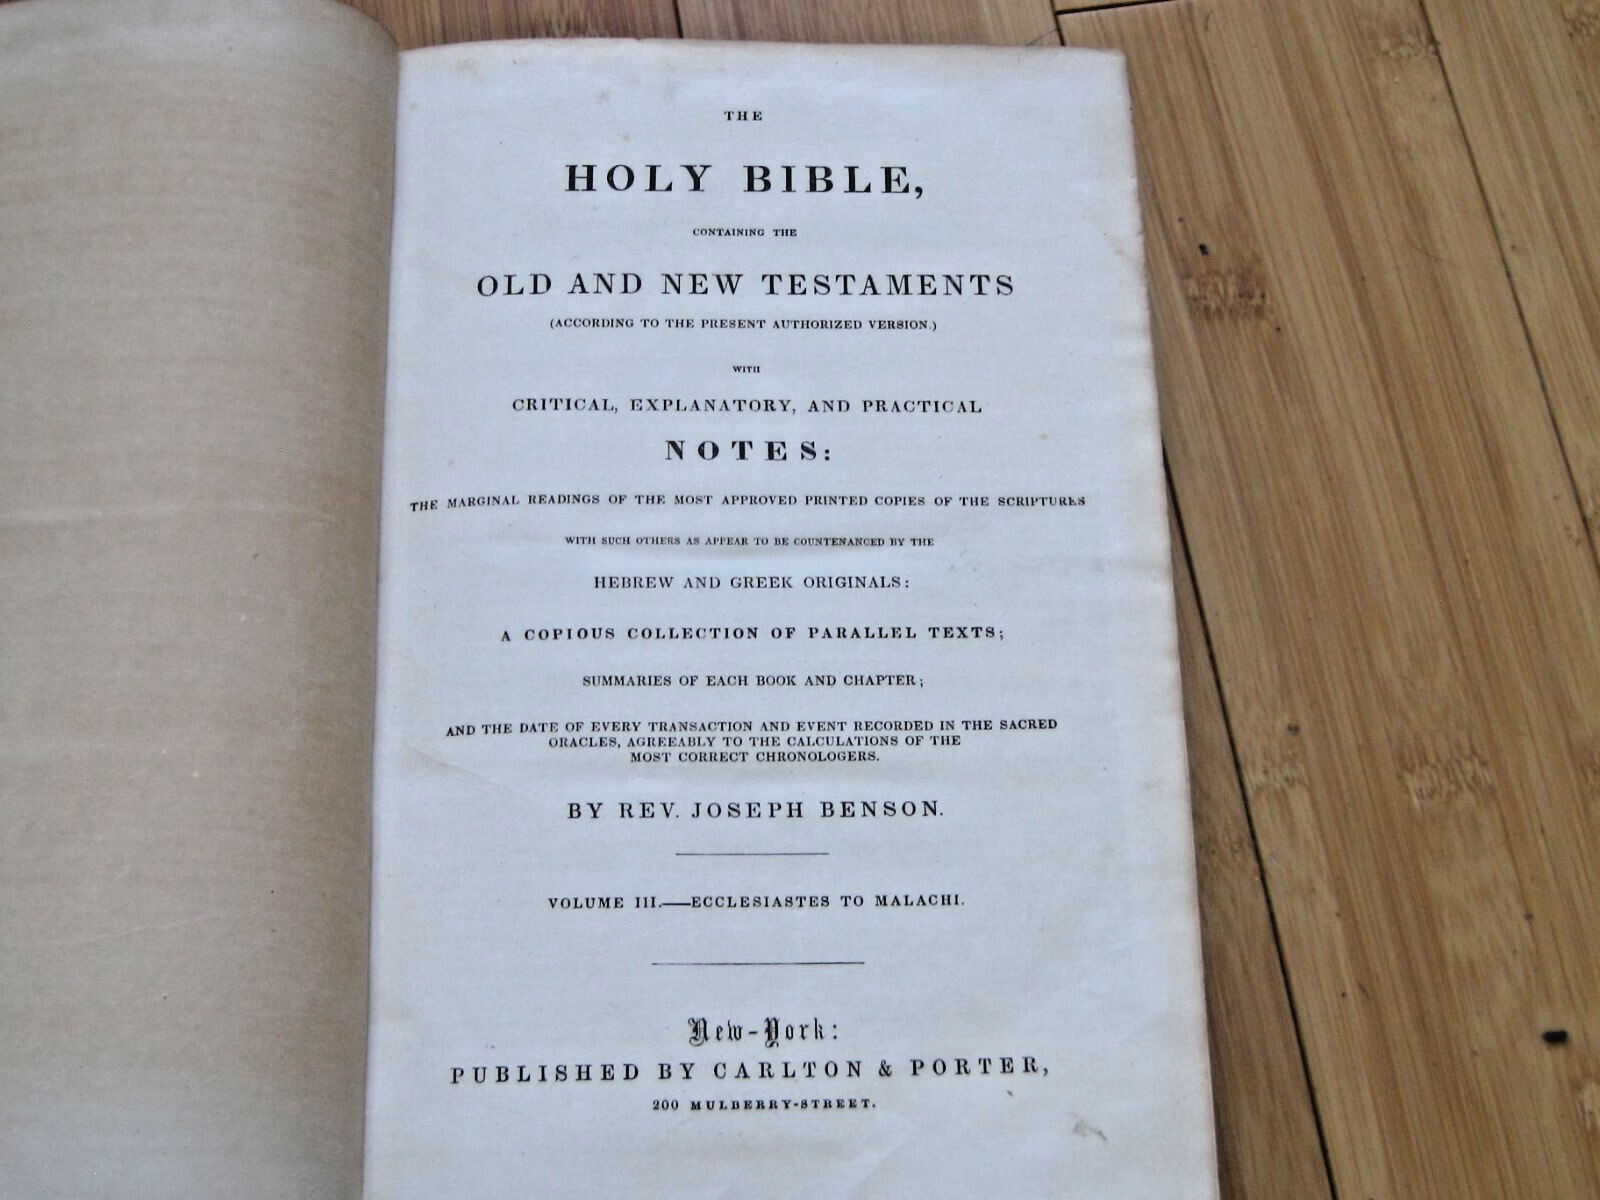 THE
HOLY BIBLE,
CONTAINING THE
OLD AND NEW TESTAMENTS
(ACCORDING TO THE PRESENT AUTHORIZED VERSION.)
WITH
CRITICAL, EXPLANATORY, AND PRACTICAL
NOTES:
THE MARGINAL READINGS OF THE MOST APPROVED PRINTED COPIES OF THE SCRIPTURES
WITH SUCH OTHERS AS APPEAR TO BE COUNTENANCED BY THE
HEBREW AND GREEK ORIGINALS:
A COPIOUS COLLECTION OF PARALLEL TEXTS;
SUMMARIES OF EACH BOOK AND CHAPTER;
AND THE DATE OF EVERY TRANSACTION AND EVENT RECORDED IN THE SACRED
ORACLES, AGREEABLY TO THE CALCULATIONS OF THE
MOST CORRECT CHRONOLOGERS.
BY REV. JOSEPH BENSON.
VOLUME III.—ECCLESIASTES TO MALACHI.
New-York:
PUBLISHED BY CARLTON & PORTER,
200 MULBERRY-STREET.